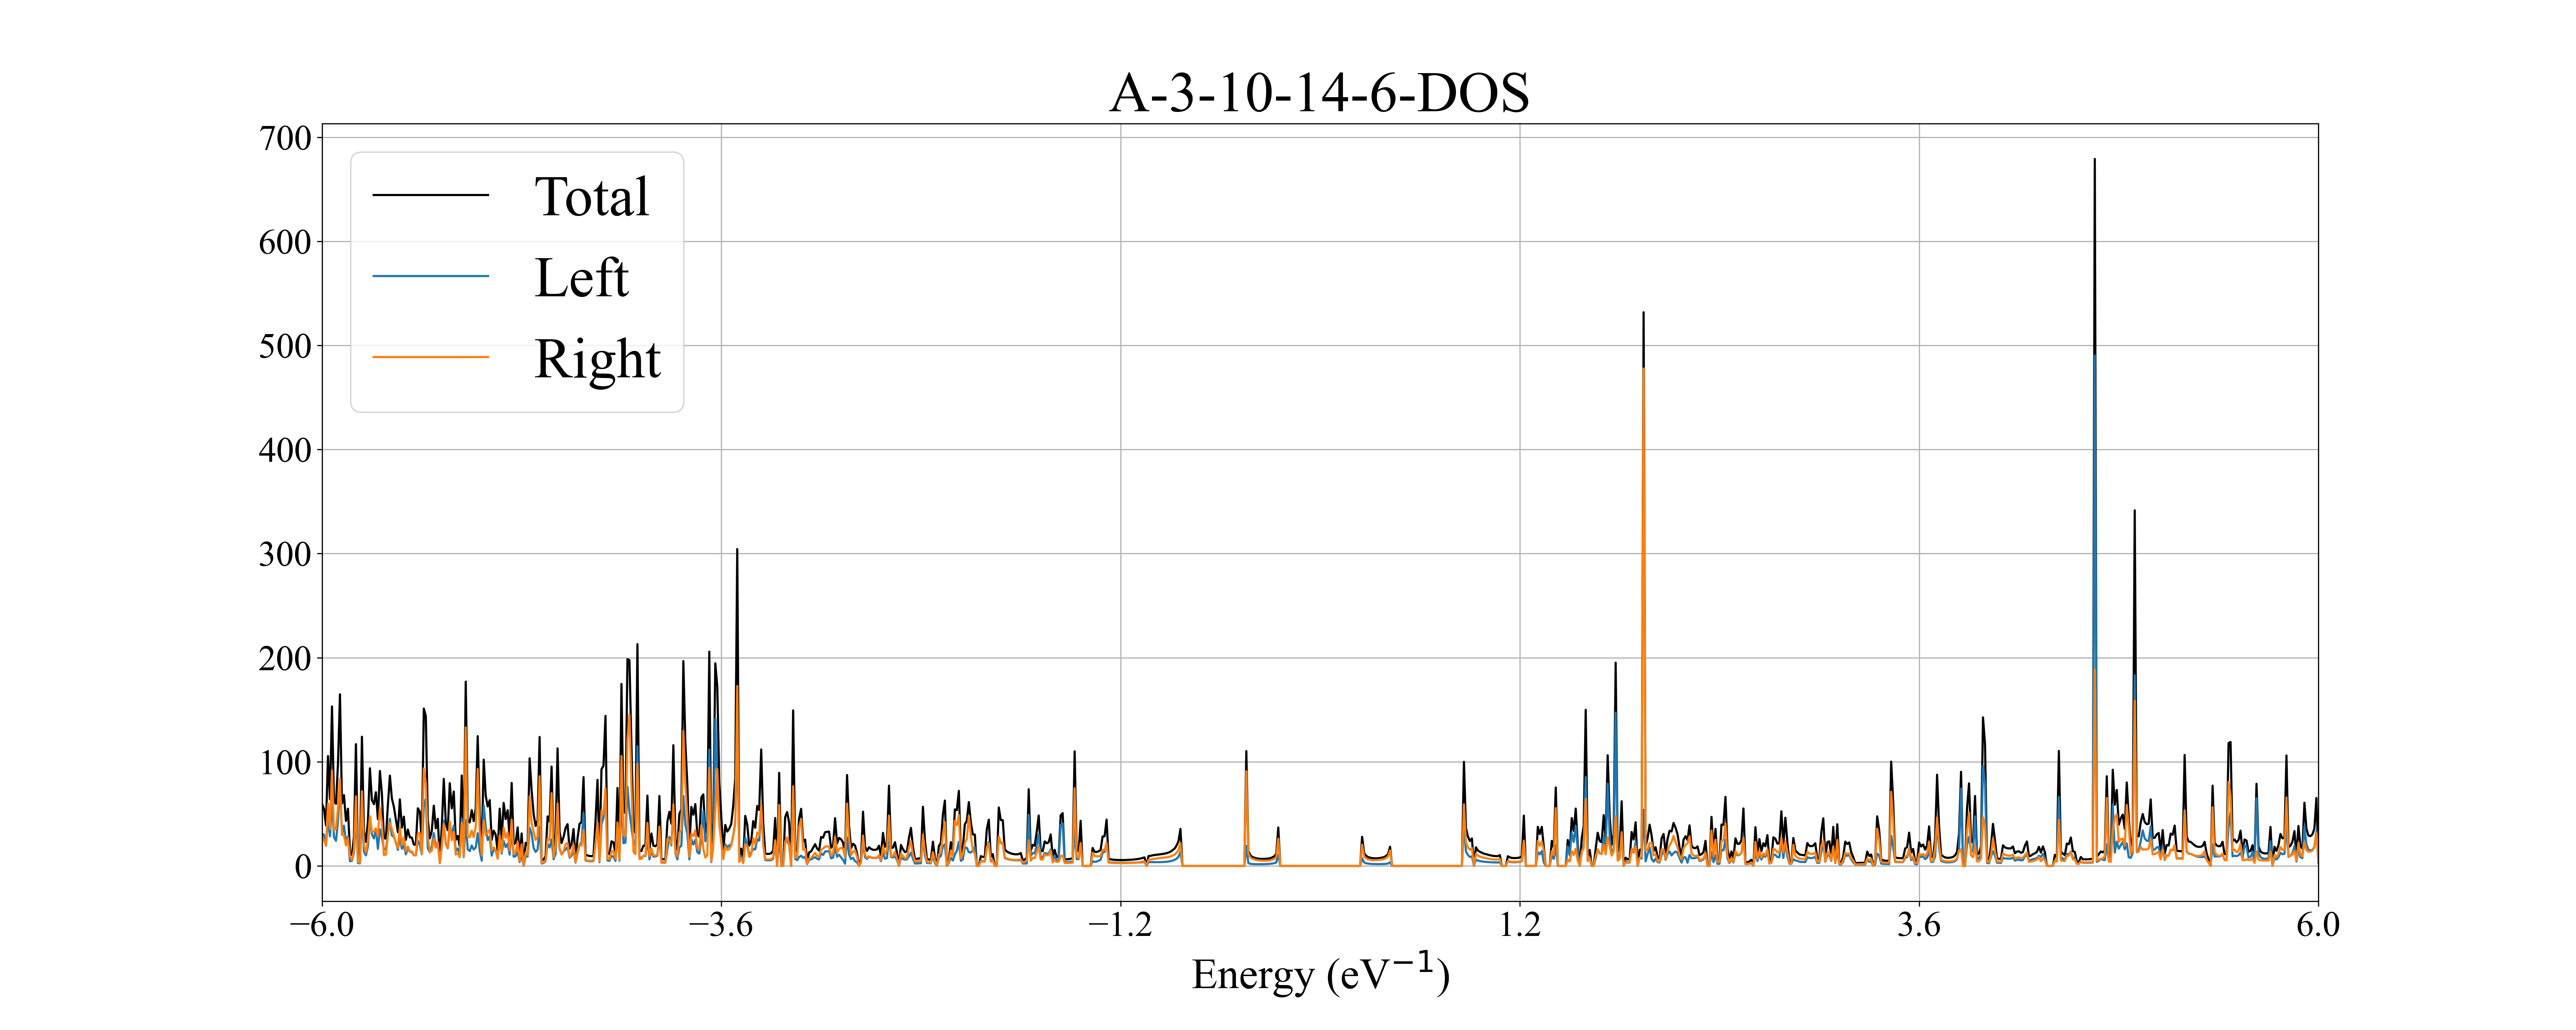 A-3-10-14-6-DOS
700
600
500
400
300
200
100
0
Total
Left
Right
−6.0 −3.6 −1.2 1.2 3.6 6.0
Energy (eV⁻¹)